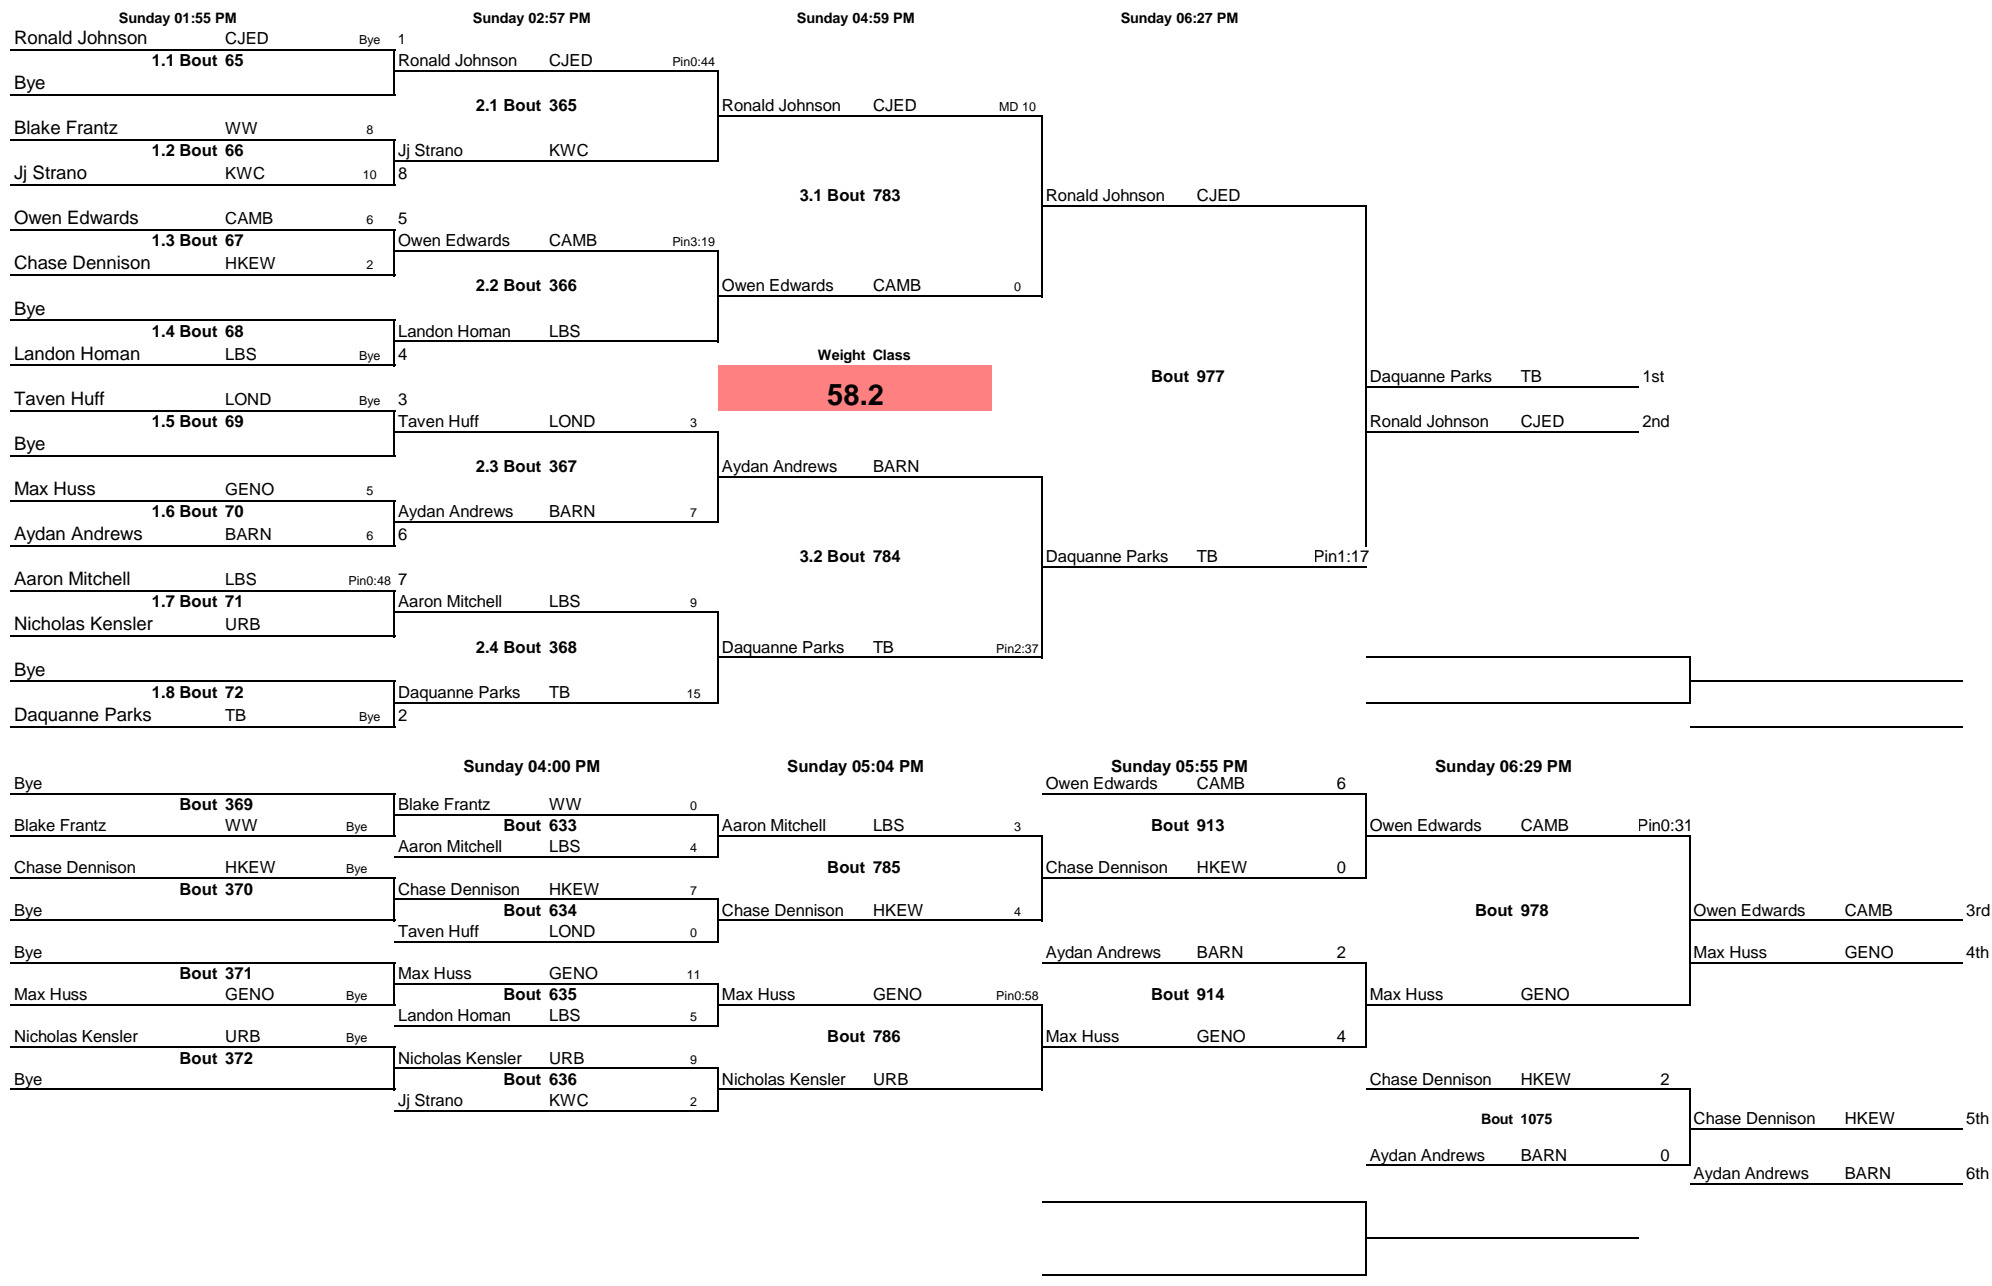 Sunday 01:55 PM Sunday 02:57 PM Sunday 04:59 PM Sunday 06:27 PM
Ronald Johnson CJED Bye 1
1.1 Bout 65 Ronald Johnson CJED Pin0:44
Bye
2.1 Bout 365 Ronald Johnson CJED MD 10
Blake Frantz WW 8
1.2 Bout 66 Jj Strano KWC
Jj Strano KWC 10 8
3.1 Bout 783 Ronald Johnson CJED
Owen Edwards CAMB 6 5
1.3 Bout 67 Owen Edwards CAMB Pin3:19
Chase Dennison HKEW 2
2.2 Bout 366 Owen Edwards CAMB 0
Bye
1.4 Bout 68 Landon Homan LBS
Landon Homan LBS Bye 4 Weight Class
Bout 977 Daquanne Parks TB 1st
58.2
Taven Huff LOND Bye 3
1.5 Bout 69 Taven Huff LOND 3 Ronald Johnson CJED 2nd
Bye
2.3 Bout 367 Aydan Andrews BARN
Max Huss GENO 5
1.6 Bout 70 Aydan Andrews BARN 7
Aydan Andrews BARN 6 6
3.2 Bout 784 Daquanne Parks TB Pin1:17
Aaron Mitchell LBS Pin0:48 7
1.7 Bout 71 Aaron Mitchell LBS 9
Nicholas Kensler URB
2.4 Bout 368 Daquanne Parks TB Pin2:37
Bye
1.8 Bout 72 Daquanne Parks TB 15
Daquanne Parks TB Bye 2
Sunday 04:00 PM Sunday 05:04 PM Sunday 05:55 PM Sunday 06:29 PM
Bye Owen Edwards CAMB 6
Bout 369 Blake Frantz WW 0
Blake Frantz WW Bye Bout 633 Aaron Mitchell LBS 3 Bout 913 Owen Edwards CAMB Pin0:31
Aaron Mitchell LBS 4
Chase Dennison HKEW Bye Bout 785 Chase Dennison HKEW 0
Bout 370 Chase Dennison HKEW 7
Bye Bout 634 Chase Dennison HKEW 4 Bout 978 Owen Edwards CAMB 3rd
Taven Huff LOND 0
Bye Aydan Andrews BARN 2 Max Huss GENO 4th
Bout 371 Max Huss GENO 11
Max Huss GENO Bye Bout 635 Max Huss GENO Pin0:58 Bout 914 Max Huss GENO
Landon Homan LBS 5
Nicholas Kensler URB Bye Bout 786 Max Huss GENO 4
Bout 372 Nicholas Kensler URB 9
Bye Bout 636 Nicholas Kensler URB Chase Dennison HKEW 2
Jj Strano KWC 2
Bout 1075 Chase Dennison HKEW 5th
Aydan Andrews BARN 0
Aydan Andrews BARN 6th